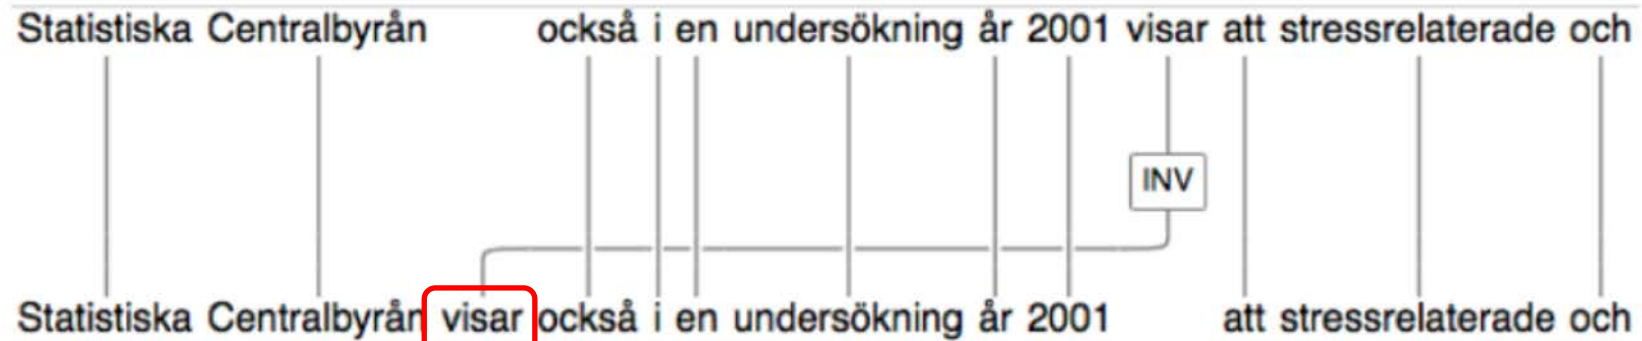 Statistiska Centralbyrån också i en undersökning år 2001 visar att stressrelaterade och
INV
Statistiska Centralbyrån visar också i en undersökning år 2001 att stressrelaterade och